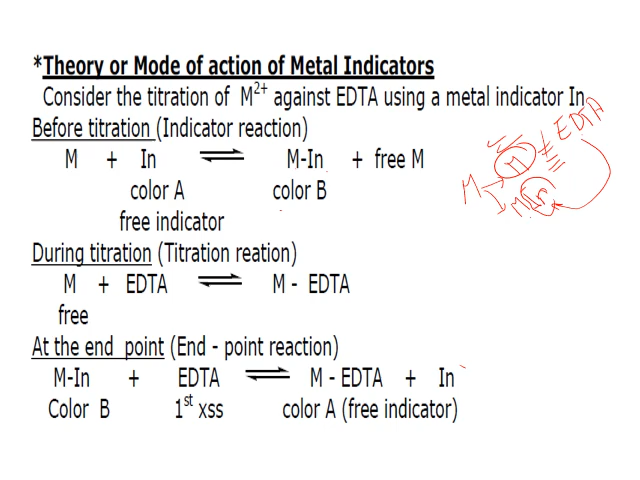 *Theory or Mode of action of Metal Indicators
Consider the titration of M2+ against EDTA using a metal indicator In
Before titration (Indicator reaction)
M + In ⇌ M-In + free M
color A color B
free indicator
During titration (Titration reation)
M + EDTA ⇌ M - EDTA
free
At the end point (End - point reaction)
M-In + EDTA ⇌ M - EDTA + In
Color B 1st xss color A (free indicator)
EDTA
M
M